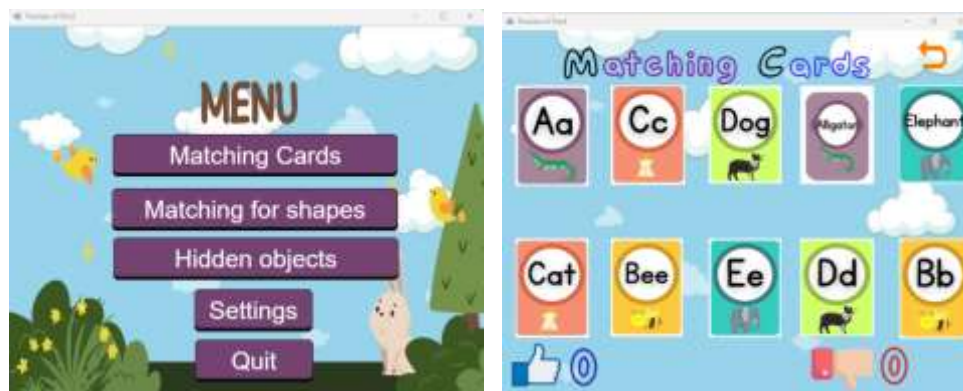 MENU
Matching Cards
Matching for shapes
Hidden objects
Settings
Quit
Matching Cards
Aa Cc Dog Alligator Elephant
Cat Bee Ee Dd Bb
0 0